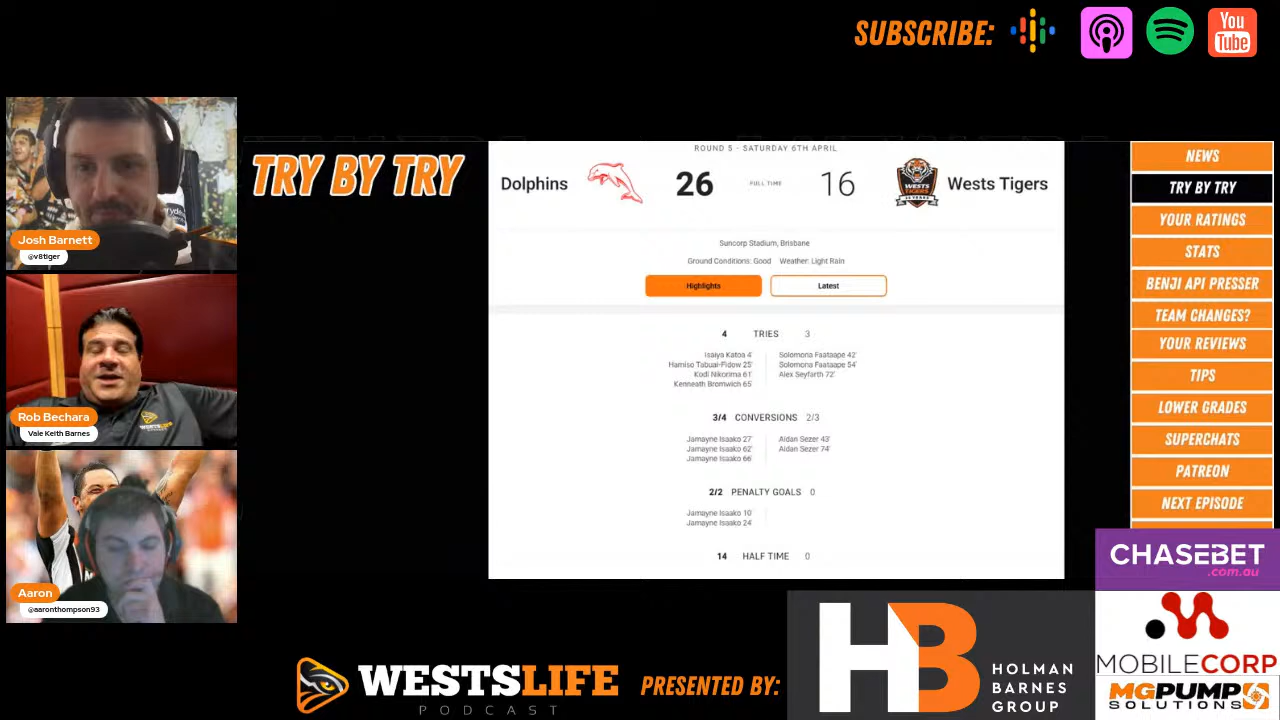 SUBSCRIBE:
You
Tube
TRY BY TRY
Josh Barnett
@v8tiger
Rob Bechara
Vale Keith Barnes
Aaron
@aaronthompson93
ROUND 5 - SATURDAY 6TH APRIL
Dolphins 26 FULL TIME 16 WESTS TIGERS Wests Tigers
Suncorp Stadium, Brisbane
Ground Conditions: Good Weather: Light Rain
Highlights Latest
4 TRIES 3
Isaiya Katoa 4' Solomona Faataape 42'
Hamiso Tabuai-Fidow 25' Solomona Faataape 54'
Kodi Nikorima 61' Alex Seyfarth 72'
Kenneath Bromwich 65'
3/4 CONVERSIONS 2/3
Jamayne Isaako 27' Aidan Sezer 43'
Jamayne Isaako 62' Aidan Sezer 74'
Jamayne Isaako 66'
2/2 PENALTY GOALS 0
Jamayne Isaako 10'
Jamayne Isaako 24'
14 HALF TIME 0
NEWS
TRY BY TRY
YOUR RATINGS
STATS
BENJI API PRESSER
TEAM CHANGES?
YOUR REVIEWS
TIPS
LOWER GRADES
SUPERCHATS
PATREON
NEXT EPISODE
CHASEBET
.com.au
WESTSLIFE
PODCAST
PRESENTED BY:
HB
HOLMAN
BARNES
GROUP
MOBILECORP
MGPUMP
SOLUTIONS